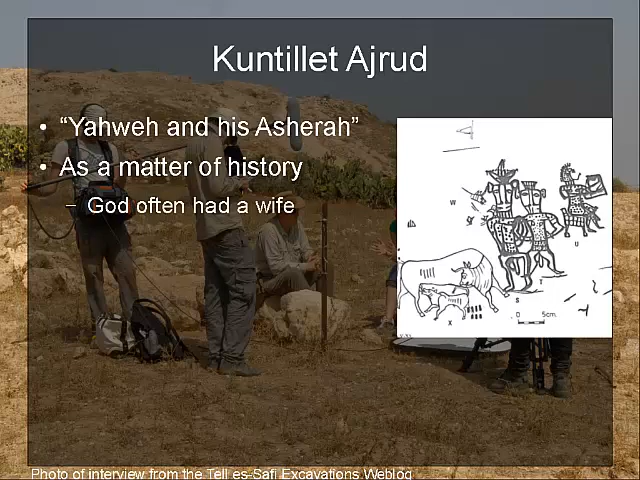 Kuntillet Ajrud
• “Yahweh and his Asherah”
• As a matter of history
– God often had a wife
W
U
T
S
X
0 5cm.
Photo of interview from the Tell es-Safi Excavations Weblog